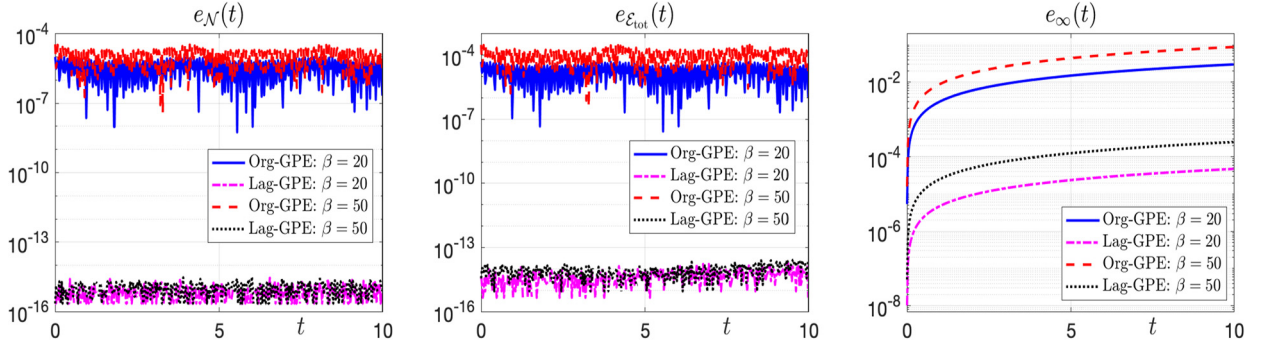 e_𝒩(t)
10⁻⁴
10⁻⁷
10⁻¹⁰
10⁻¹³
10⁻¹⁶
Org-GPE: β = 20
Lag-GPE: β = 20
Org-GPE: β = 50
Lag-GPE: β = 50
0 5 t 10
e_{ℰ_tot}(t)
10⁻⁴
10⁻⁷
10⁻¹⁰
10⁻¹³
10⁻¹⁶
Org-GPE: β = 20
Lag-GPE: β = 20
Org-GPE: β = 50
Lag-GPE: β = 50
0 5 t 10
e_∞(t)
10⁻²
10⁻⁴
10⁻⁶
10⁻⁸
Org-GPE: β = 20
Lag-GPE: β = 20
Org-GPE: β = 50
Lag-GPE: β = 50
0 5 t 10